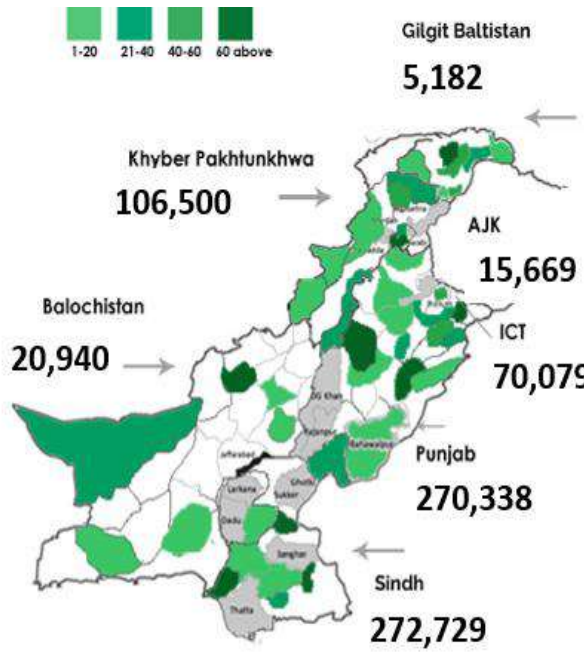 1-20 21-40 40-60 60 above
Gilgit Baltistan
5,182
Khyber Pakhtunkhwa
106,500
AJK
15,669
Balochistan
20,940
ICT
70,079
DG Khan
Rajanpur
Bahawalpur
Punjab
270,338
Larkana
Ghotki
Sukker
Dadu
Sanghar
Sindh
Thatta
272,729